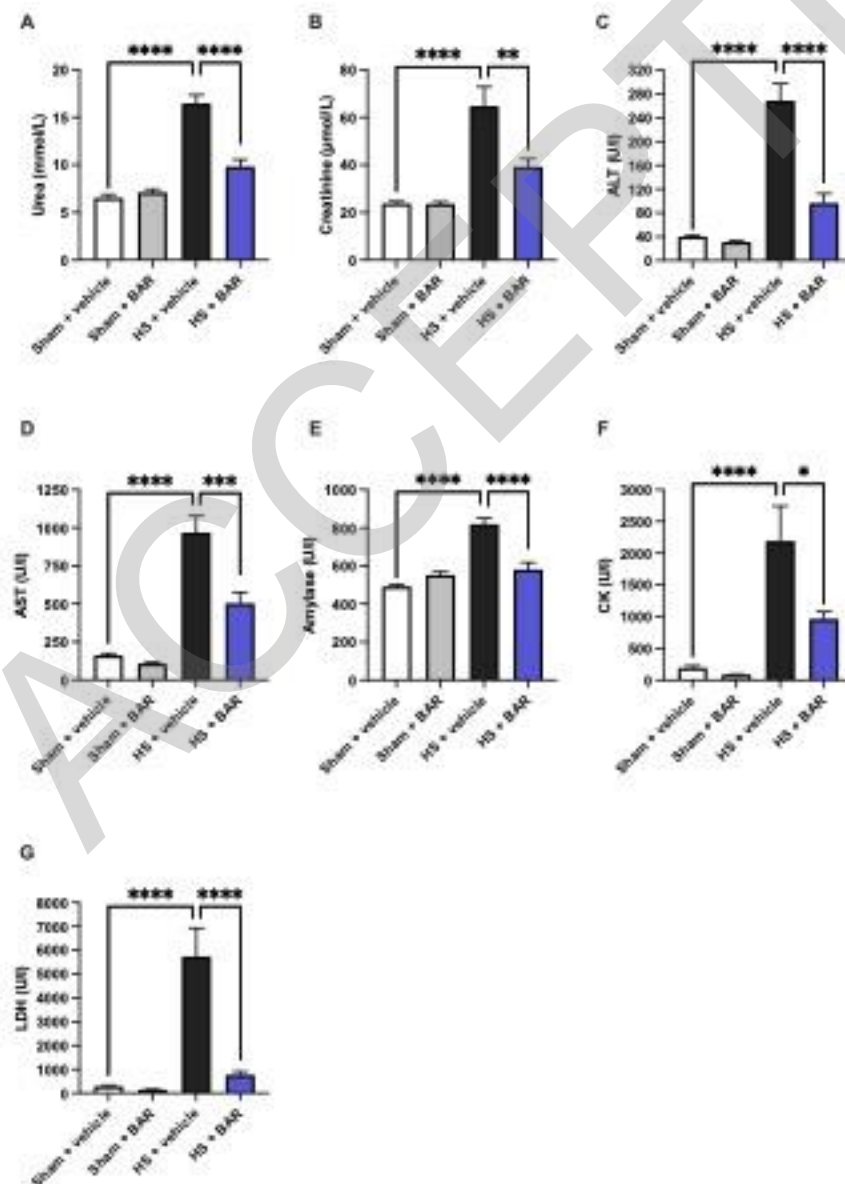 A
**** ****
Urea (mmol/L)
20
15
10
5
0
Sham + vehicle
Sham + BAR
HS + vehicle
HS + BAR
B
**** **
Creatinine (µmol/L)
80
60
40
20
0
Sham + vehicle
Sham + BAR
HS + vehicle
HS + BAR
C
**** ****
ALT (U/l)
320
280
240
200
160
120
80
40
0
Sham + vehicle
Sham + BAR
HS + vehicle
HS + BAR
D
**** ***
AST (U/l)
1250
1000
750
500
250
0
Sham + vehicle
Sham + BAR
HS + vehicle
HS + BAR
E
**** ****
Amylase (U/l)
1000
800
600
400
200
0
Sham + vehicle
Sham + BAR
HS + vehicle
HS + BAR
F
**** *
CK (U/l)
3000
2500
2000
1500
1000
500
0
Sham + vehicle
Sham + BAR
HS + vehicle
HS + BAR
G
**** ****
LDH (U/l)
8000
7000
6000
5000
4000
3000
2000
1000
0
Sham + vehicle
Sham + BAR
HS + vehicle
HS + BAR
ACCEPT